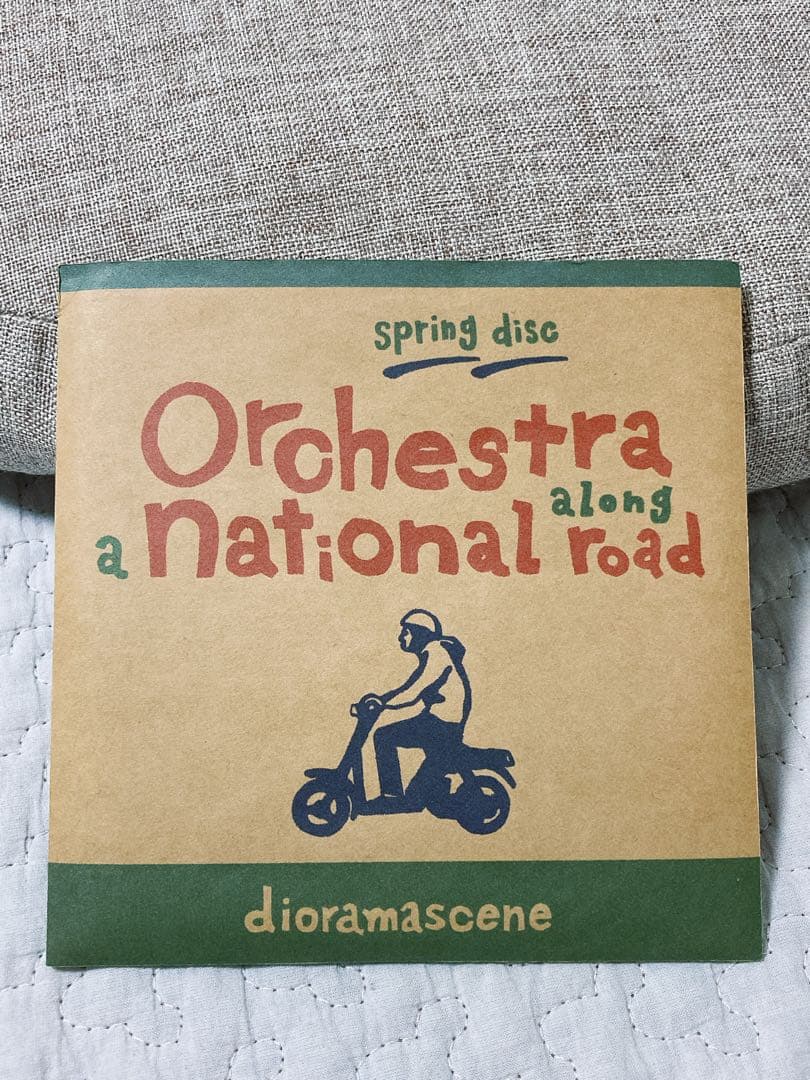 spring disc
Orchestra
along
a national road
dioramascene